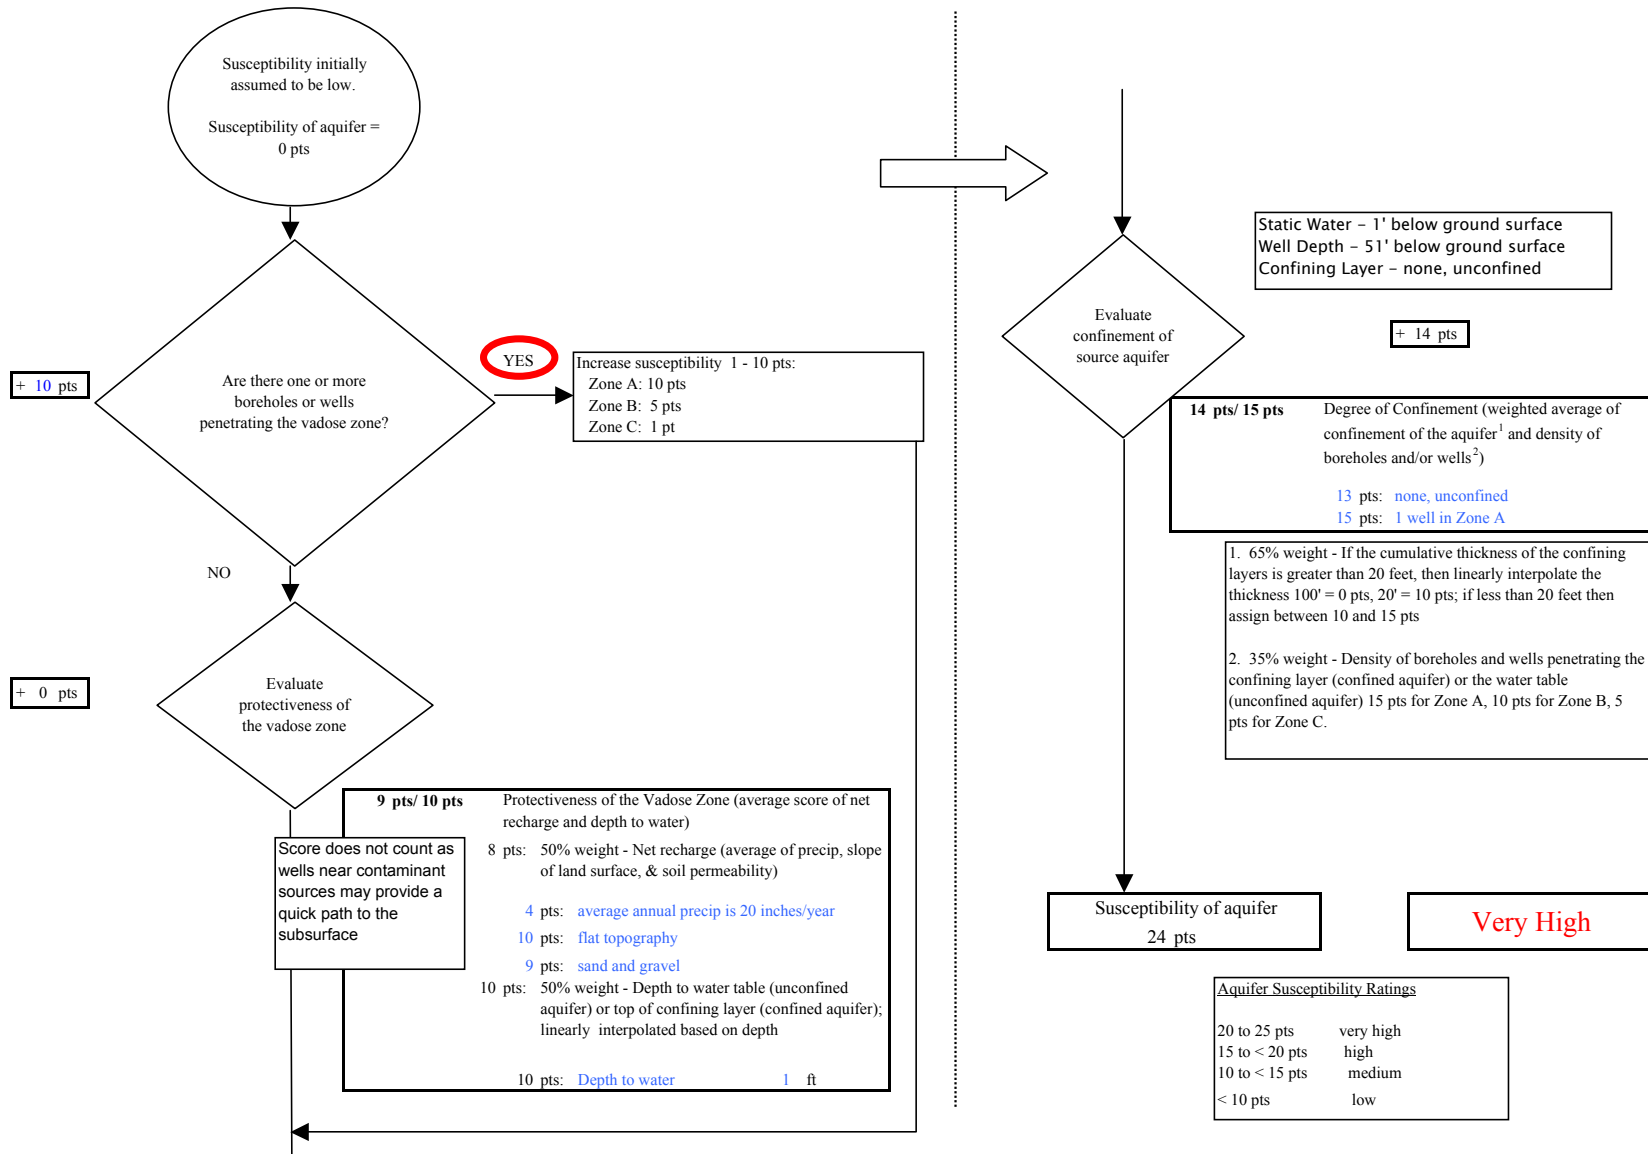 Susceptibility initially
assumed to be low.
Susceptibility of aquifer =
0 pts
+ 10 pts
Are there one or more
boreholes or wells
penetrating the vadose zone?
YES
Increase susceptibility 1 - 10 pts:
Zone A: 10 pts
Zone B: 5 pts
Zone C: 1 pt
NO
+ 0 pts
Evaluate
protectiveness of
the vadose zone
9 pts/ 10 pts Protectiveness of the Vadose Zone (average score of net
recharge and depth to water)
Score does not count as
wells near contaminant
sources may provide a
quick path to the
subsurface
8 pts: 50% weight - Net recharge (average of precip, slope
of land surface, & soil permeability)
4 pts: average annual precip is 20 inches/year
10 pts: flat topography
9 pts: sand and gravel
10 pts: 50% weight - Depth to water table (unconfined
aquifer) or top of confining layer (confined aquifer);
linearly interpolated based on depth
10 pts: Depth to water 1 ft
Static Water – 1' below ground surface
Well Depth – 51' below ground surface
Confining Layer – none, unconfined
Evaluate
confinement of
source aquifer
+ 14 pts
14 pts/ 15 pts Degree of Confinement (weighted average of
confinement of the aquifer1 and density of
boreholes and/or wells2)
13 pts: none, unconfined
15 pts: 1 well in Zone A
1. 65% weight - If the cumulative thickness of the confining
layers is greater than 20 feet, then linearly interpolate the
thickness 100' = 0 pts, 20' = 10 pts; if less than 20 feet then
assign between 10 and 15 pts
2. 35% weight - Density of boreholes and wells penetrating the
confining layer (confined aquifer) or the water table
(unconfined aquifer) 15 pts for Zone A, 10 pts for Zone B, 5
pts for Zone C.
Susceptibility of aquifer
24 pts
Very High
Aquifer Susceptibility Ratings
20 to 25 pts very high
15 to < 20 pts high
10 to < 15 pts medium
< 10 pts low